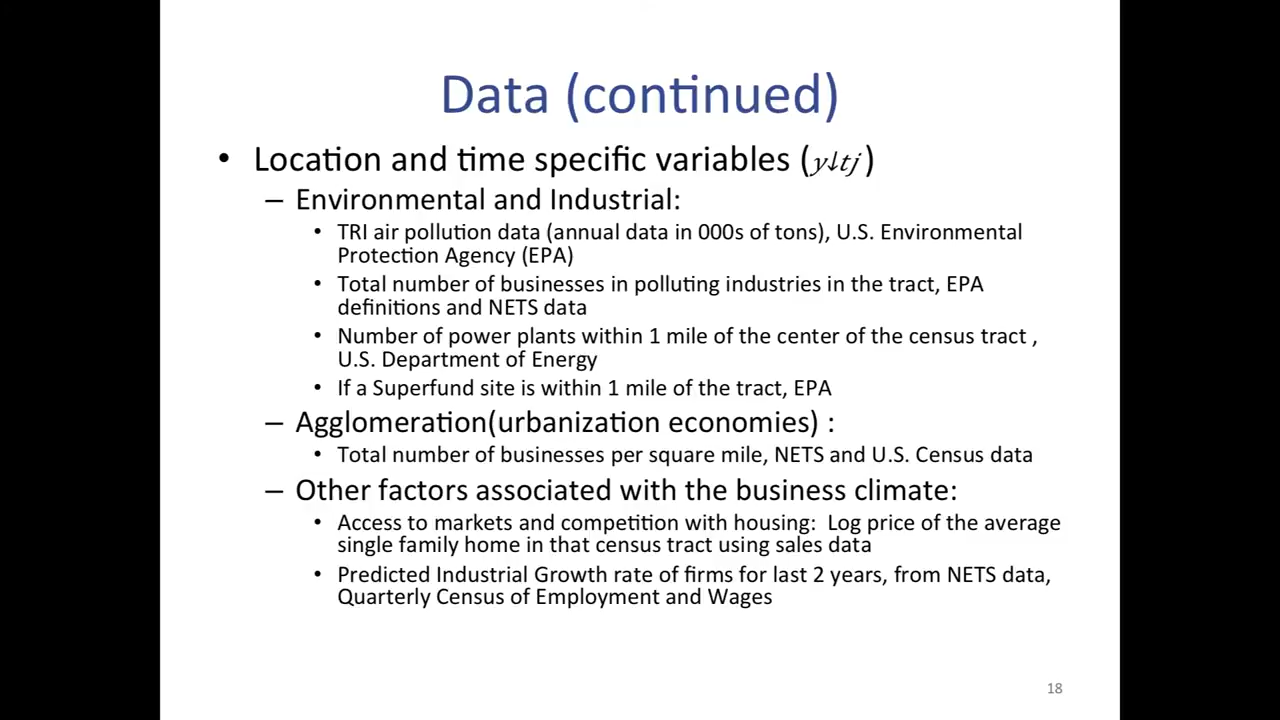 Data (continued)
• Location and time specific variables (y↓tj )
– Environmental and Industrial:
• TRI air pollution data (annual data in 000s of tons), U.S. Environmental
Protection Agency (EPA)
• Total number of businesses in polluting industries in the tract, EPA
definitions and NETS data
• Number of power plants within 1 mile of the center of the census tract ,
U.S. Department of Energy
• If a Superfund site is within 1 mile of the tract, EPA
– Agglomeration(urbanization economies) :
• Total number of businesses per square mile, NETS and U.S. Census data
– Other factors associated with the business climate:
• Access to markets and competition with housing: Log price of the average
single family home in that census tract using sales data
• Predicted Industrial Growth rate of firms for last 2 years, from NETS data,
Quarterly Census of Employment and Wages
18